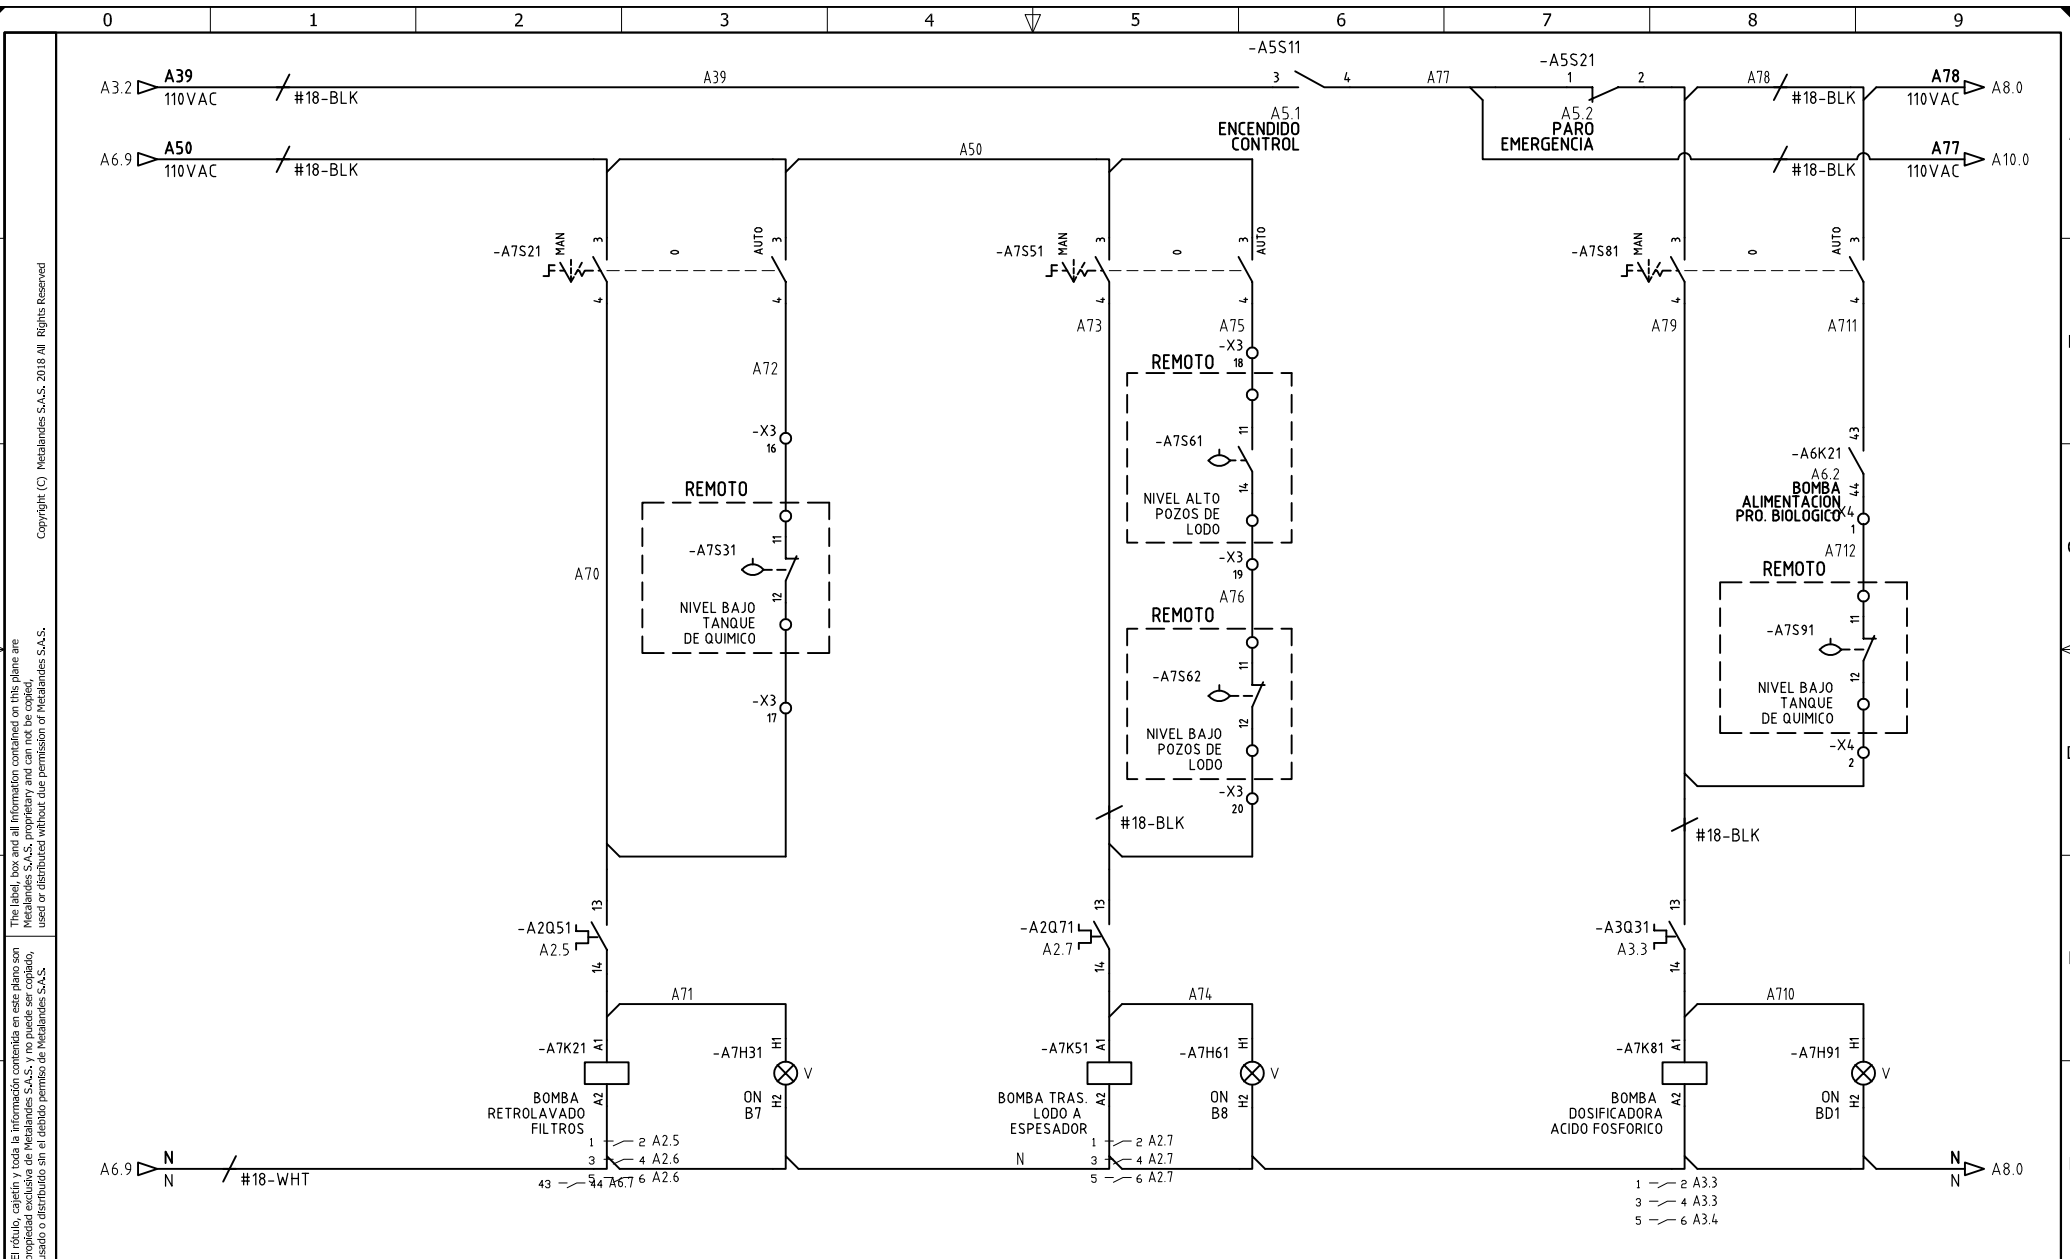 0 1 2 3 4 5 6 7 8 9
-A5S11
-A5S21
A3.2 A39 A39 3 4 A77 1 2 A78 A78 A8.0
110VAC #18-BLK #18-BLK 110VAC
A5.1 A5.2
ENCENDIDO
CONTROL
PARO
EMERGENCIA
A6.9 A50 A50 A77 A10.0
110VAC #18-BLK #18-BLK 110VAC
-A7S21 MAN 3 0 AUTO 3
4 4
-A7S51 MAN 3 0 3 AUTO
4 4
-A7S81 MAN 3 0 AUTO 3
4 4
A73 A75 A79 A711
A72
-X3
16
REMOTO
-A7S31
11
12
NIVEL BAJO
TANQUE
DE QUIMICO
-X3
17
A70
-X3
18
REMOTO
-A7S61
11
14
NIVEL ALTO
POZOS DE
LODO
-X3
19
A76
REMOTO
-A7S62
11
12
NIVEL BAJO
POZOS DE
LODO
-X3
20
#18-BLK
43
-A6K21
A6.2
44
BOMBA
ALIMENTACION
PRO. BIOLOGICO
-X4
1
A712
REMOTO
-A7S91
11
12
NIVEL BAJO
TANQUE
DE QUIMICO
-X4
2
#18-BLK
13
-A2Q51
A2.5
14
13
-A2Q71
A2.7
14
13
-A3Q31
A3.3
14
A71 A74 A710
-A7K21 A1
A2
BOMBA
RETROLAVADO
FILTROS
-A7H31 H1
V
ON
B7
H2
-A7K51 A1
A2
BOMBA TRAS.
LODO A
ESPESADOR
-A7H61 H1
V
ON
B8
H2
-A7K81 A1
A2
BOMBA
DOSIFICADORA
ACIDO FOSFORICO
-A7H91 H1
V
ON
BD1
H2
1 2 A2.5
3 4 A2.6
5 6 A2.6
43 44 A6.7
1 2 A2.7
3 4 A2.7
5 6 A2.7
1 2 A3.3
3 4 A3.3
5 6 A3.4
A6.9 N N N A8.0
N #18-WHT N
Copyright (C) Metalandes S.A.S. 2018 All Rights Reserved
The label, box and all information contained on this plane are
Metalandes S.A.S. proprietary and can not be copied,
used or distributed without due permission of Metalandes S.A.S.
El rótulo, cajetín y toda la información contenida en este plano son
propiedad exclusiva de Metalandes S.A.S. y no puede ser copiado,
usado o distribuido sin el debido permiso de Metalandes S.A.S.